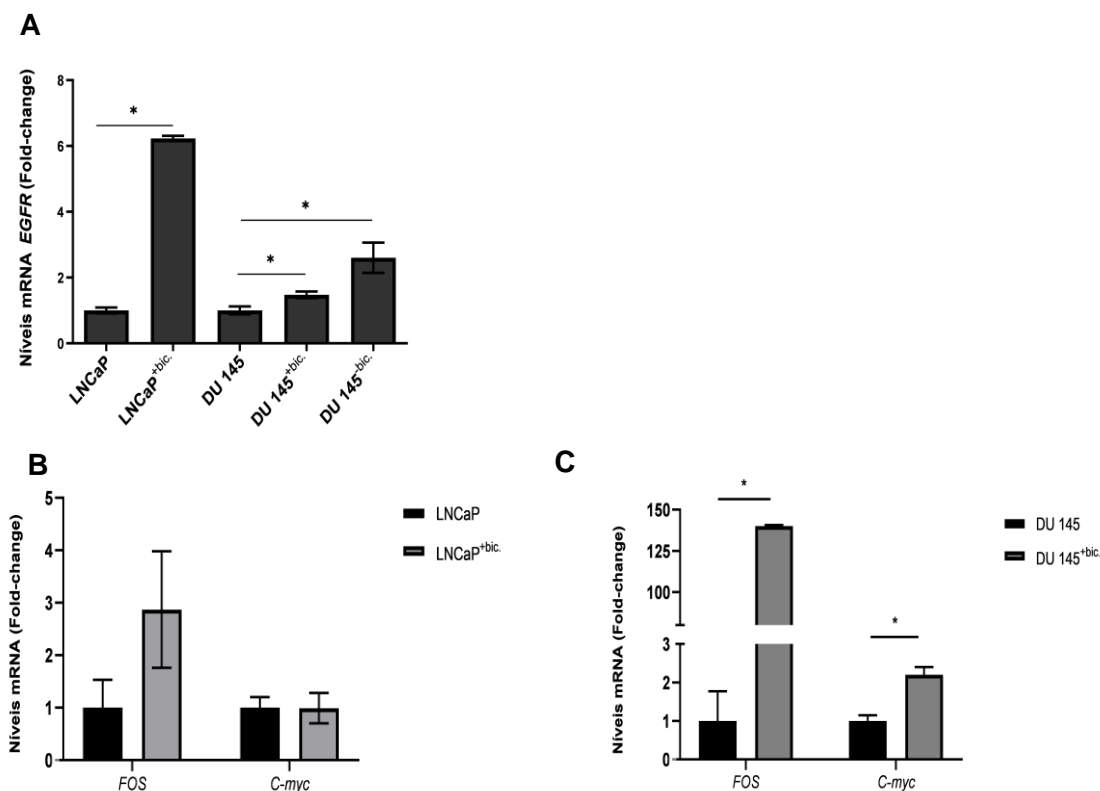 A
Níveis mRNA EGFR (Fold-change)
8
6
4
2
0
*
*
*
LNCaP
LNCaP+bic.
DU 145
DU 145+bic.
DU 145-bic.
B
Níveis mRNA (Fold-change)
5
4
3
2
1
0
FOS
C-myc
LNCaP
LNCaP+bic.
C
Níveis mRNA (Fold-change)
150
125
100
3
2
1
0
*
*
FOS
C-myc
DU 145
DU 145+bic.